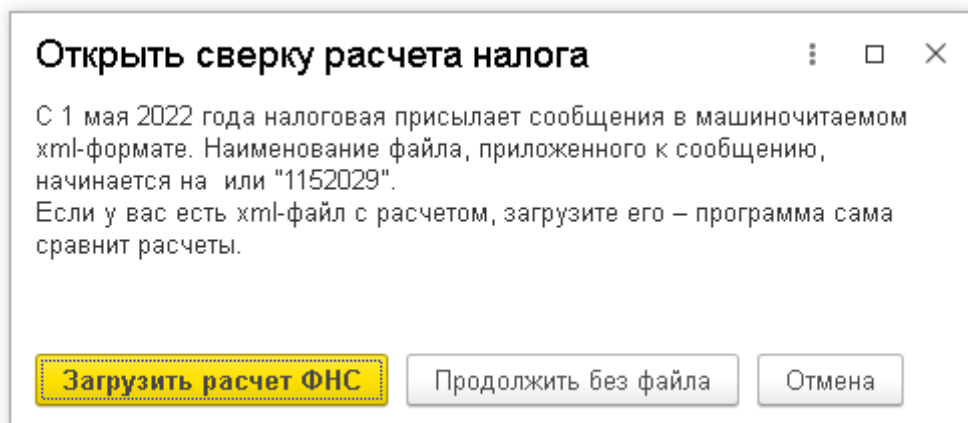 Открыть сверку расчета налога
С 1 мая 2022 года налоговая присылает сообщения в машиночитаемом
xml-формате. Наименование файла, приложенного к сообщению,
начинается на  или "1152029".
Если у вас есть xml-файл с расчетом, загрузите его – программа сама
сравнит расчеты.
Загрузить расчет ФНС
Продолжить без файла
Отмена